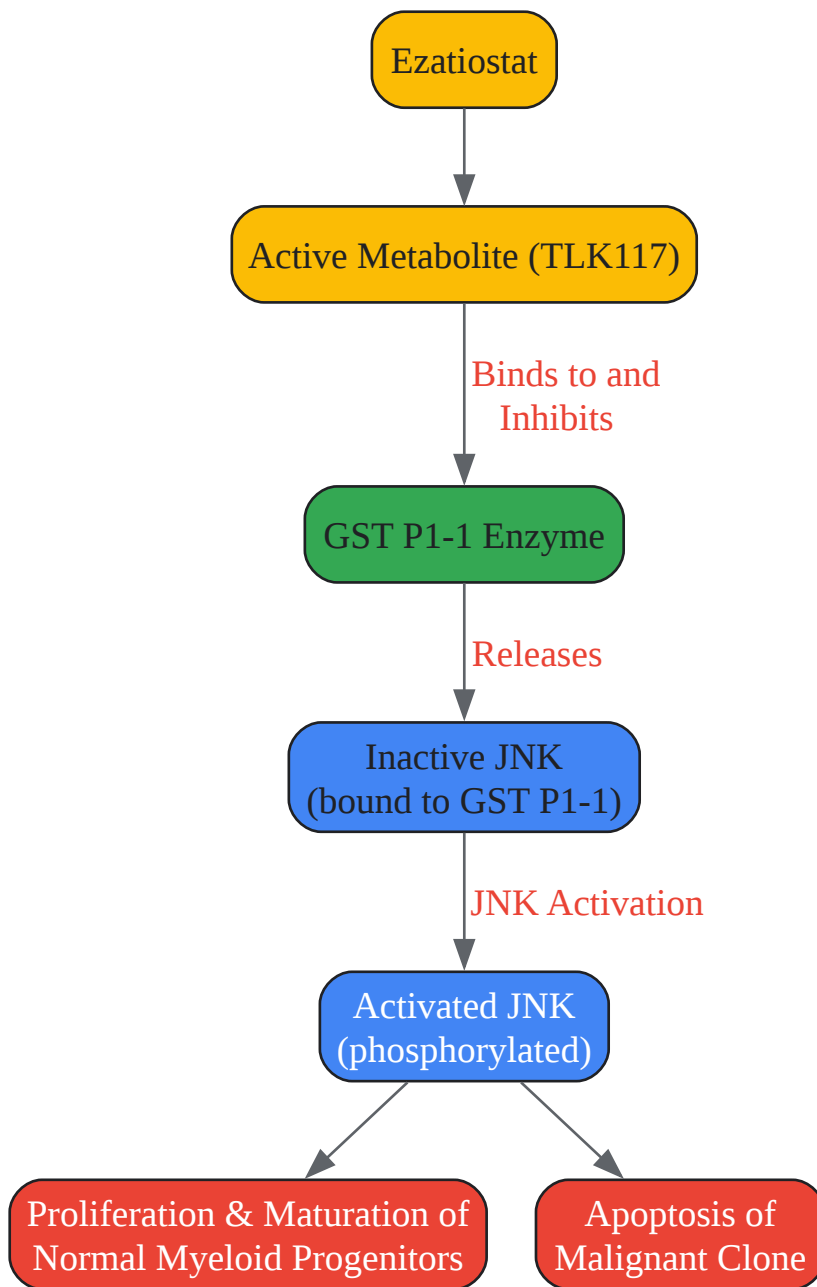 Ezatiostat
Active Metabolite (TLK117)
Binds to and
Inhibits
GST P1-1 Enzyme
Releases
Inactive JNK
(bound to GST P1-1)
JNK Activation
Activated JNK
(phosphorylated)
Proliferation & Maturation of
Normal Myeloid Progenitors
Apoptosis of
Malignant Clone